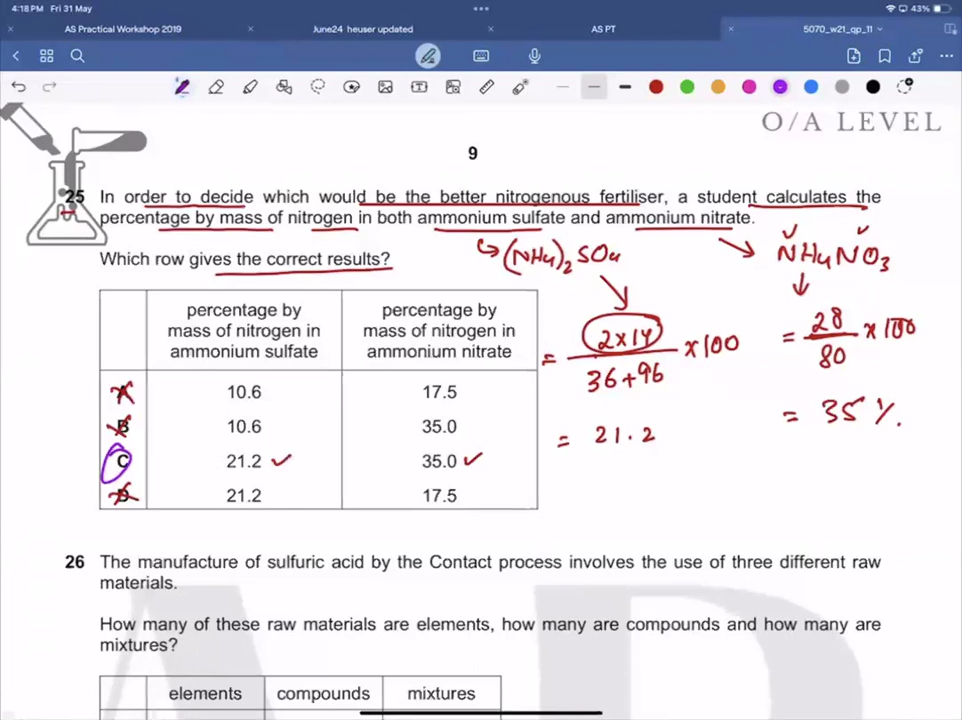 4:18 PM Fri 31 May
43%
AS Practical Workshop 2019
June24 heuser updated
AS PT
5070_w21_qp_11
O/A LEVEL
9
25 In order to decide which would be the better nitrogenous fertiliser, a student calculates the
percentage by mass of nitrogen in both ammonium sulfate and ammonium nitrate.
(NH4)2SO4
NH4NO3
Which row gives the correct results?
percentage by mass of nitrogen in ammonium sulfate
percentage by mass of nitrogen in ammonium nitrate
A 10.6 17.5
B 10.6 35.0
C 21.2 ✓ 35.0 ✓
D 21.2 17.5
= 2×14 / 36+96 ×100
= 21.2
= 28 / 80 ×100
= 35 %.
26 The manufacture of sulfuric acid by the Contact process involves the use of three different raw
materials.
How many of these raw materials are elements, how many are compounds and how many are
mixtures?
elements compounds mixtures